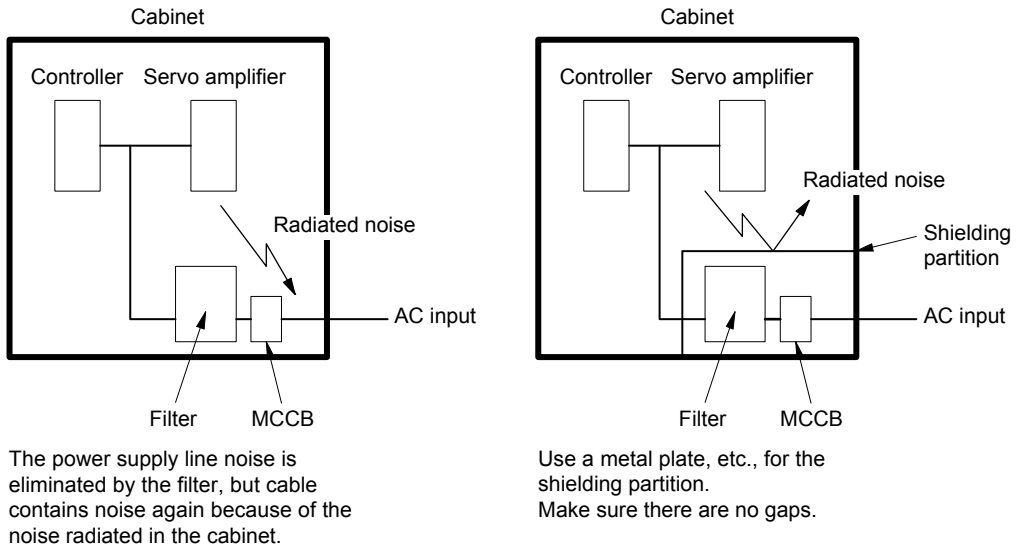 Cabinet
Controller
Servo amplifier
Radiated noise
AC input
Filter
MCCB
The power supply line noise is
eliminated by the filter, but cable
contains noise again because of the
noise radiated in the cabinet.
Cabinet
Controller
Servo amplifier
Radiated noise
Shielding
partition
AC input
Filter
MCCB
Use a metal plate, etc., for the
shielding partition.
Make sure there are no gaps.